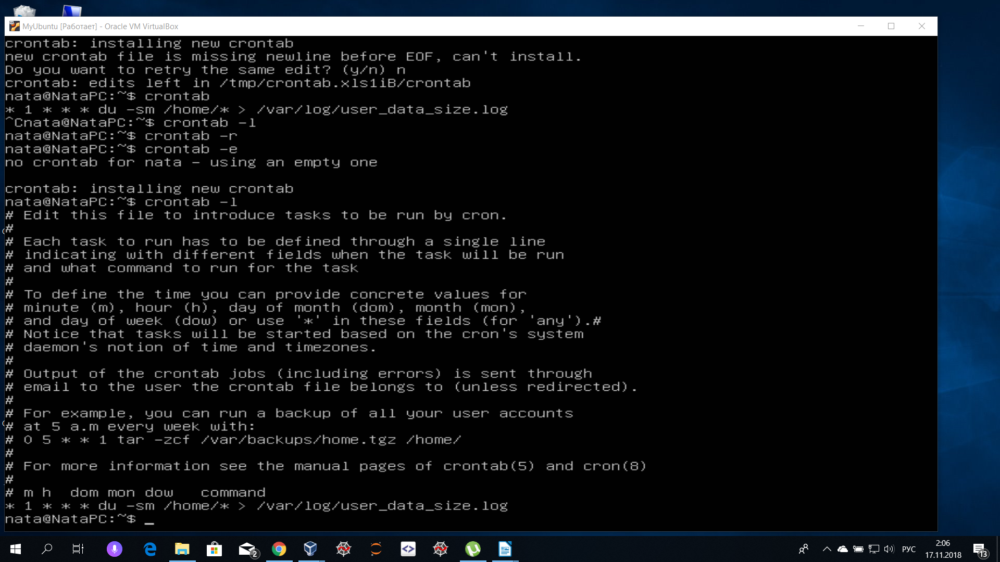 MyUbuntu [Работает] - Oracle VM VirtualBox
crontab: installing new crontab
new crontab file is missing newline before EOF, can't install.
Do you want to retry the same edit? (y/n) n
crontab: edits left in /tmp/crontab.xls1iB/crontab
nata@NataPC:~$ crontab
* 1 * * * du -sm /home/* > /var/log/user_data_size.log
^Cnata@NataPC:~$ crontab -l
nata@NataPC:~$ crontab -r
nata@NataPC:~$ crontab -e
no crontab for nata - using an empty one
crontab: installing new crontab
nata@NataPC:~$ crontab -l
# Edit this file to introduce tasks to be run by cron.
#
# Each task to run has to be defined through a single line
# indicating with different fields when the task will be run
# and what command to run for the task
#
# To define the time you can provide concrete values for
# minute (m), hour (h), day of month (dom), month (mon),
# and day of week (dow) or use '*' in these fields (for 'any').#
# Notice that tasks will be started based on the cron's system
# daemon's notion of time and timezones.
#
# Output of the crontab jobs (including errors) is sent through
# email to the user the crontab file belongs to (unless redirected).
#
# For example, you can run a backup of all your user accounts
# at 5 a.m every week with:
# 0 5 * * 1 tar -zcf /var/backups/home.tgz /home/
#
# For more information see the manual pages of crontab(5) and cron(8)
#
# m h  dom mon dow   command
* 1 * * * du -sm /home/* > /var/log/user_data_size.log
nata@NataPC:~$ _
2
РУС
2:06
17.11.2018
13